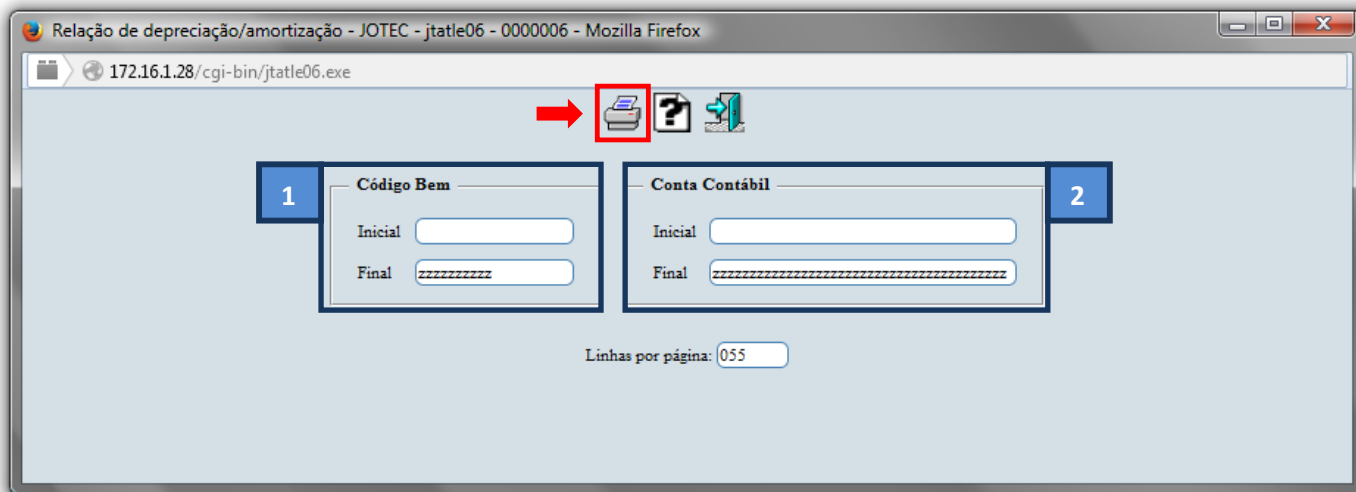 Relação de depreciação/amortização - JOTEC - jtatle06 - 0000006 - Mozilla Firefox
172.16.1.28/cgi-bin/jtatle06.exe
1
Código Bem
Conta Contábil
2
Inicial
Inicial
Final zzzzzzzzzz
Final zzzzzzzzzzzzzzzzzzzzzzzzzzzzzzzzzzzzzzzz
Linhas por página: 055